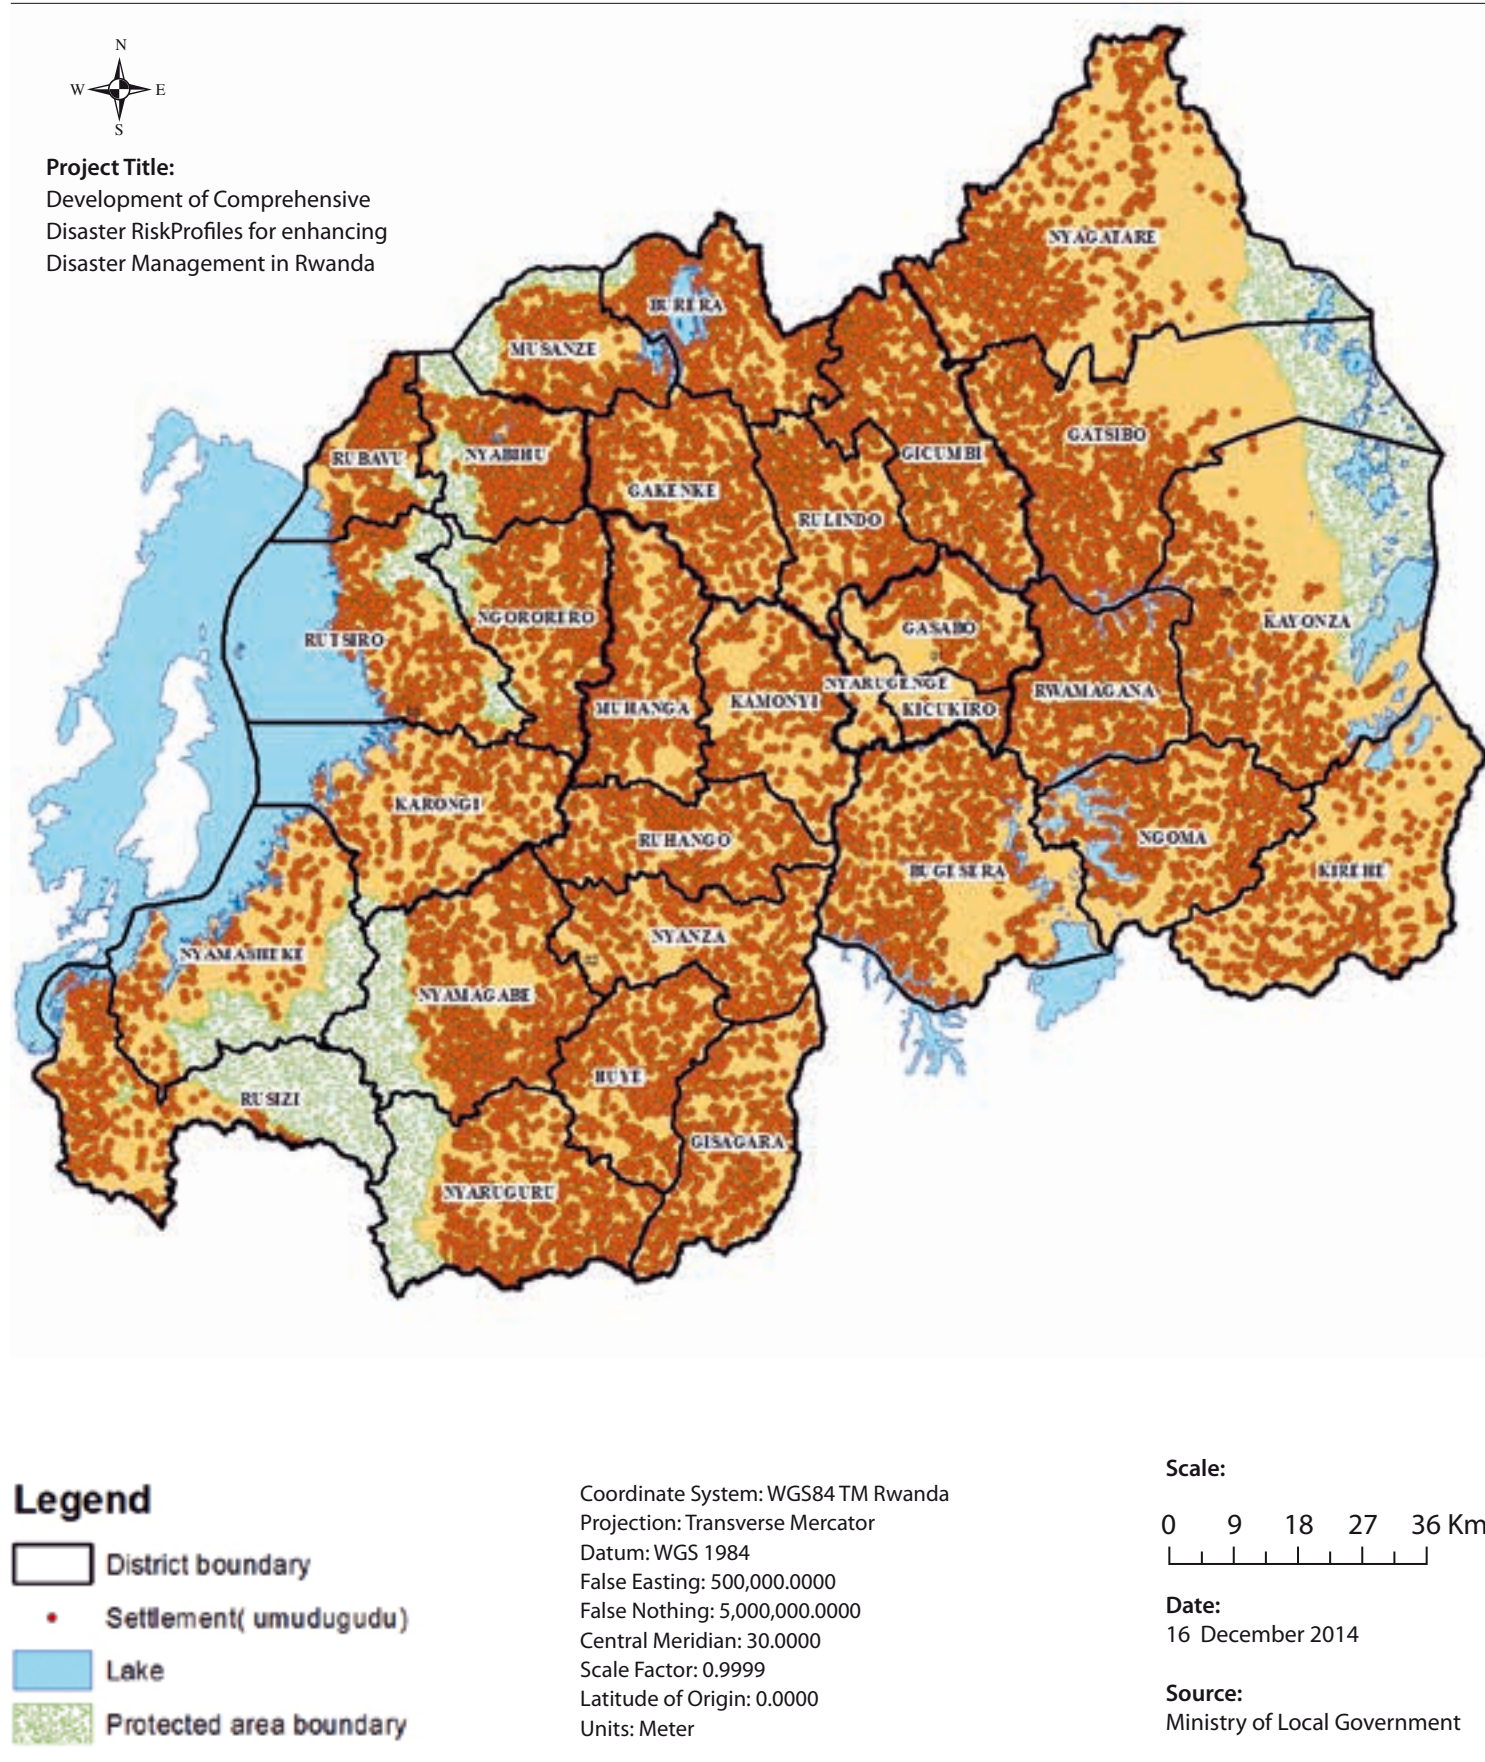 N
W E
S
Project Title:
Development of Comprehensive
Disaster RiskProfiles for enhancing
Disaster Management in Rwanda
NYAGATARE
BURERA
MUSANZE
GATSIBO
RUBAVU
NYABIHU
GICUMBI
GAKENKE
RULINDO
NGORORERO
KAYONZA
GASABO
RUTSIRO
NYARUGENGE
RWAMAGANA
MUHANGA
KAMONYI
KICUKIRO
KARONGI
RUHANGO
NGOMA
BUGESERA
KIREHE
NYANZA
NYAMASHEKE
NYAMAGABE
HUYE
RUSIZI
GISAGARA
NYARUGURU
Legend
District boundary
Settlement( umudugudu)
Lake
Protected area boundary
Coordinate System: WGS84 TM Rwanda
Projection: Transverse Mercator
Datum: WGS 1984
False Easting: 500,000.0000
False Nothing: 5,000,000.0000
Central Meridian: 30.0000
Scale Factor: 0.9999
Latitude of Origin: 0.0000
Units: Meter
Scale:
0 9 18 27 36 Km
Date:
16 December 2014
Source:
Ministry of Local Government